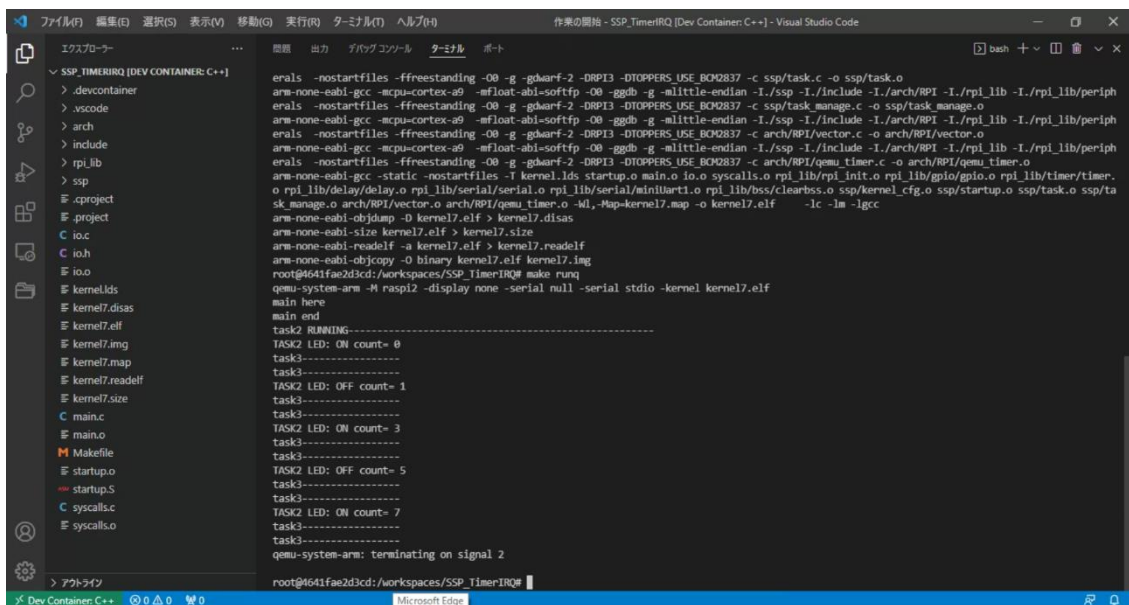 ファイル(F) 編集(E) 選択(S) 表示(V) 移動(G) 実行(R) ターミナル(T) ヘルプ(H) 作業の開始 - SSP_TimerIRQ [Dev Container: C++] - Visual Studio Code
エクスプローラー
SSP_TIMERIRQ [DEV CONTAINER: C++]
> .devcontainer
> .vscode
> arch
> include
> rpi_lib
> ssp
.cproject
.project
C io.c
C io.h
io.o
kernel.lds
kernel7.disas
kernel7.elf
kernel7.img
kernel7.map
kernel7.readelf
kernel7.size
C main.c
main.o
M Makefile
startup.o
startup.S
C syscalls.c
syscalls.o
> アウトライン
問題 出力 デバッグ コンソール ターミナル ポート
bash
erals -nostartfiles -ffreestanding -O0 -g -gdwarf-2 -DRPI3 -DTOPPERS_USE_BCM2837 -c ssp/task.c -o ssp/task.o
arm-none-eabi-gcc -mcpu=cortex-a9 -mfloat-abi=softfp -O0 -ggdb -g -mlittle-endian -I./ssp -I./include -I./arch/RPI -I./rpi_lib -I./rpi_lib/periph
erals -nostartfiles -ffreestanding -O0 -g -gdwarf-2 -DRPI3 -DTOPPERS_USE_BCM2837 -c ssp/task_manage.c -o ssp/task_manage.o
arm-none-eabi-gcc -mcpu=cortex-a9 -mfloat-abi=softfp -O0 -ggdb -g -mlittle-endian -I./ssp -I./include -I./arch/RPI -I./rpi_lib -I./rpi_lib/periph
erals -nostartfiles -ffreestanding -O0 -g -gdwarf-2 -DRPI3 -DTOPPERS_USE_BCM2837 -c arch/RPI/vector.c -o arch/RPI/vector.o
arm-none-eabi-gcc -mcpu=cortex-a9 -mfloat-abi=softfp -O0 -ggdb -g -mlittle-endian -I./ssp -I./include -I./arch/RPI -I./rpi_lib -I./rpi_lib/periph
erals -nostartfiles -ffreestanding -O0 -g -gdwarf-2 -DRPI3 -DTOPPERS_USE_BCM2837 -c arch/RPI/qemu_timer.c -o arch/RPI/qemu_timer.o
arm-none-eabi-gcc -static -nostartfiles -T kernel.lds startup.o main.o io.o syscalls.o rpi_lib/rpi_init.o rpi_lib/gpio/gpio.o rpi_lib/timer/timer.
o rpi_lib/delay/delay.o rpi_lib/serial/serial.o rpi_lib/serial/miniUart1.o rpi_lib/bss/clearbss.o ssp/kernel_cfg.o ssp/startup.o ssp/task.o ssp/ta
sk_manage.o arch/RPI/vector.o arch/RPI/qemu_timer.o -Wl,-Map=kernel7.map -o kernel7.elf -lc -lm -lgcc
arm-none-eabi-objdump -D kernel7.elf > kernel7.disas
arm-none-eabi-size kernel7.elf > kernel7.size
arm-none-eabi-readelf -a kernel7.elf > kernel7.readelf
arm-none-eabi-objcopy -O binary kernel7.elf kernel7.img
root@4641fae2d3cd:/workspaces/SSP_TimerIRQ# make runq
qemu-system-arm -M raspi2 -display none -serial null -serial stdio -kernel kernel7.elf
main here
main end
task2 RUNNING-------------------------------------------------------
TASK2 LED: ON count= 0
task3------------------
task3------------------
TASK2 LED: OFF count= 1
task3------------------
task3------------------
TASK2 LED: ON count= 3
task3------------------
task3------------------
TASK2 LED: OFF count= 5
task3------------------
task3------------------
TASK2 LED: ON count= 7
task3------------------
task3------------------
qemu-system-arm: terminating on signal 2
root@4641fae2d3cd:/workspaces/SSP_TimerIRQ#
Dev Container: C++ 0 0 0 Microsoft Edge